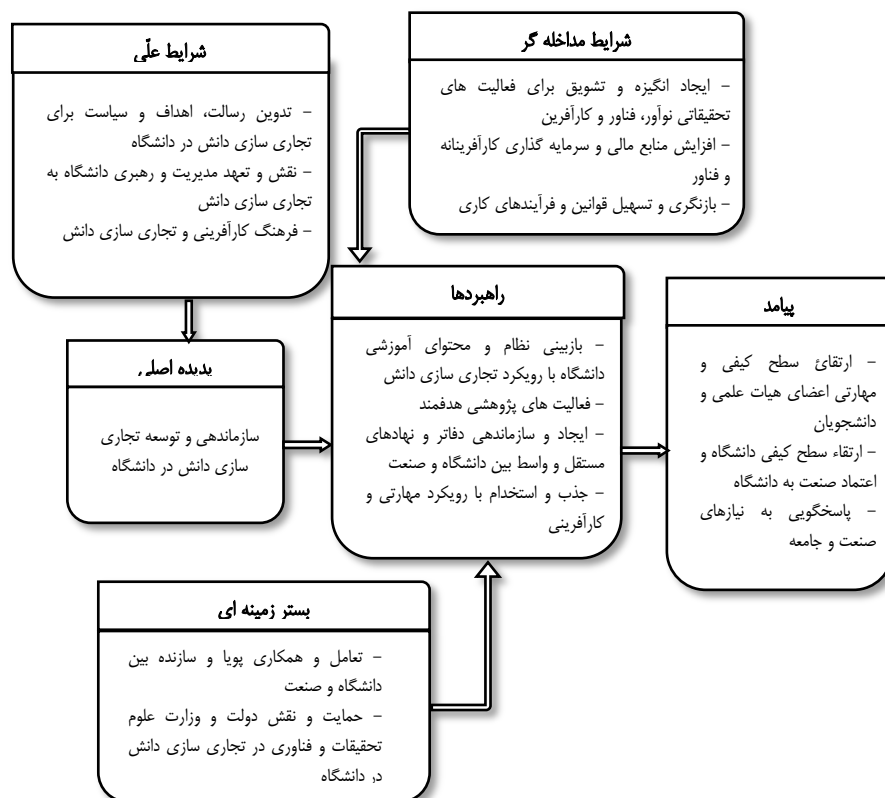 شرایط علّی
– تدوین رسالت، اهداف و سیاست برای
تجاری سازی دانش در دانشگاه
– نقش و تعهد مدیریت و رهبری دانشگاه به
تجاری سازی دانش
– فرهنگ کارآفرینی و تجاری سازی دانش
شرایط مداخله گر
– ایجاد انگیزه و تشویق برای فعالیت های
تحقیقاتی نوآور، فناور و کارآفرین
– افزایش منابع مالی و سرمایه گذاری کارآفرینانه
و فناور
– بازنگری و تسهیل قوانین و فرآیندهای کاری
پدیده اصلی
سازماندهی و توسعه تجاری
سازی دانش در دانشگاه
راهبردها
– بازبینی نظام و محتوای آموزشی
دانشگاه با رویکرد تجاری سازی دانش
– فعالیت های پژوهشی هدفمند
– ایجاد و سازماندهی دفاتر و نهادهای
مستقل و واسط بین دانشگاه و صنعت
– جذب و استخدام با رویکرد مهارتی و
کارآفرینی
پیامد
– ارتقائ سطح کیفی و
مهارتی اعضای هیات علمی و
دانشجویان
– ارتقاء سطح کیفی دانشگاه و
اعتماد صنعت به دانشگاه
– پاسخگویی به نیازهای
صنعت و جامعه
بستر زمینه ای
– تعامل و همکاری پویا و سازنده بین
دانشگاه و صنعت
– حمایت و نقش دولت و وزارت علوم
تحقیقات و فناوری در تجاری سازی دانش
در دانشگاه